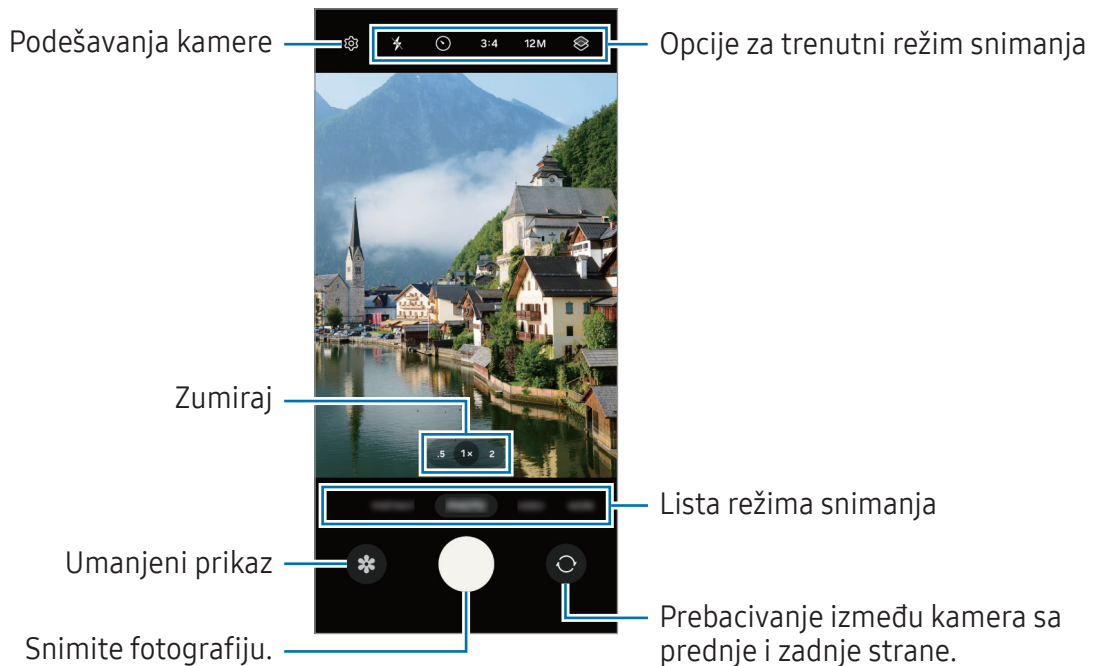 Podešavanja kamere
3:4
12M
Opcije za trenutni režim snimanja
Zumiraj
.5 1× 2
Lista režima snimanja
Umanjeni prikaz
Snimite fotografiju.
Prebacivanje između kamera sa
prednje i zadnje strane.